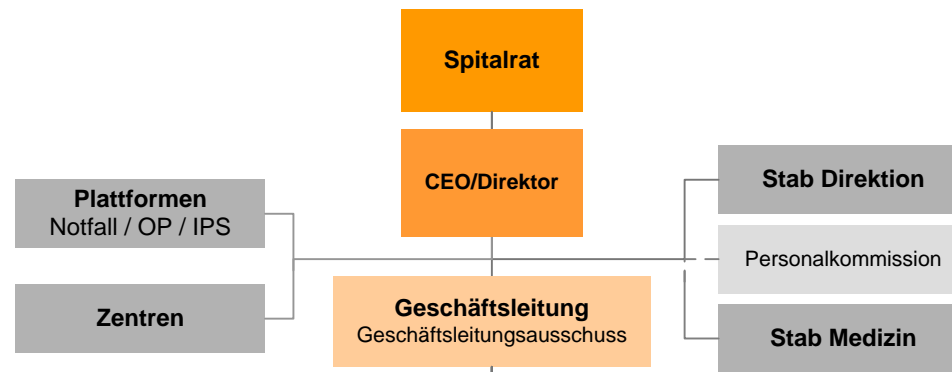 Spitalrat
CEO/Direktor
Plattformen
Notfall / OP / IPS
Stab Direktion
Personalkommission
Zentren
Geschäftsleitung
Geschäftsleitungsausschuss
Stab Medizin